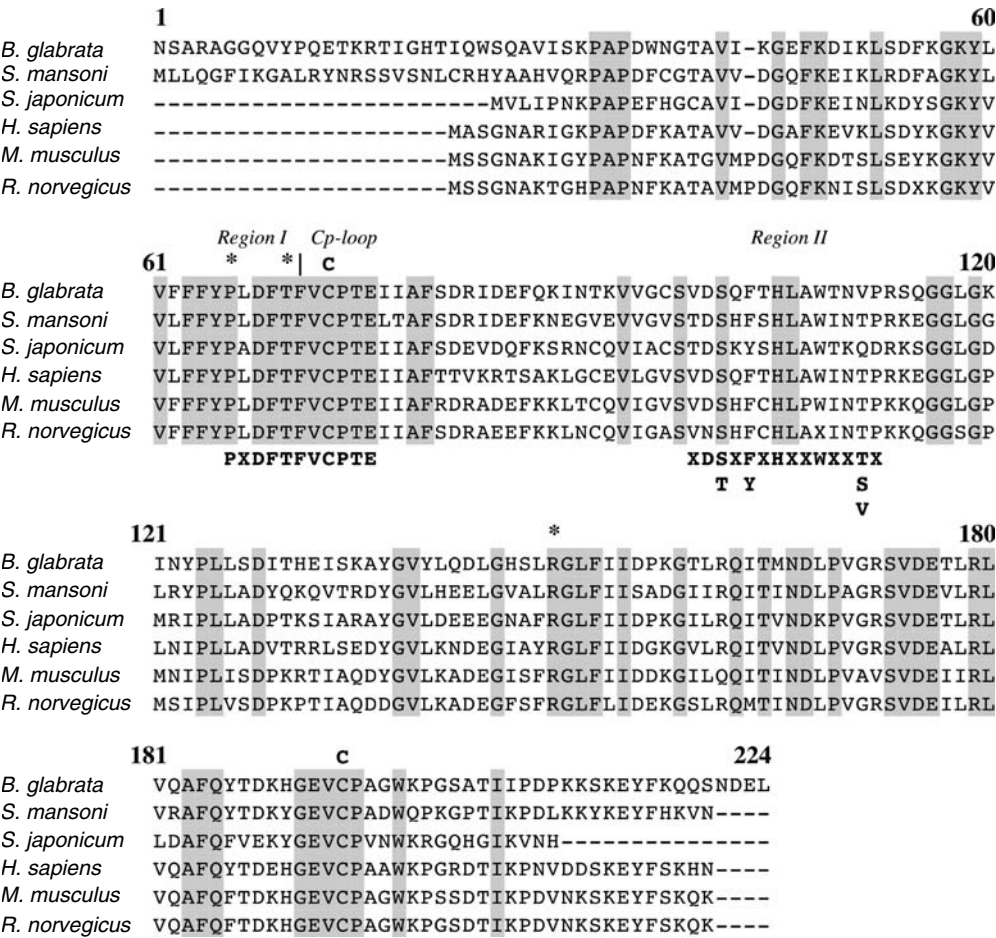 1 60
B. glabrata NSARAGGQVYPQETKRTIGHTIQWSQAVISKPAPDWNGTAVI-KGEFKDIKLSDFKGKYL
S. mansoni MLLQGFIKGALRYNRSSVSNLCRHYAAHVQRPAPDFCGTAVV-DGQFKEIKLRDFAGKYL
S. japonicum ------------------------MVLIPNKPAPEFHGCAVI-DGDFKEINLKDYSGKYV
H. sapiens ---------------------MASGNARIGKPAPDFKATAVV-DGAFKEVKLSDYKGKYV
M. musculus ---------------------MSSGNAKIGYPAPNFKATGVMPDGQFKDTSLSEYKGKYV
R. norvegicus ---------------------MSSGNAKTGHPAPNFKATAVMPDGQFKNISLSDXKGKYV
Region I Cp-loop Region II
61 * * | C 120
B. glabrata VFFFYPLDFTFVCPTEIIAFSDRIDEFQKINTKVVGCSVDSQFTHLAWTNVPRSQGGLGK
S. mansoni VLFFYPLDFTFVCPTELTAFSDRIDEFKNEGVEVVGVSTDSHFSHLAWINTPRKEGGLGG
S. japonicum VLFFYPADFTFVCPTEIIAFSDEVDQFKSRNCQVIACSTDSKYSHLAWTKQDRKSGGLGD
H. sapiens VLFFYPLDFTFVCPTEIIAFTTVKRTSAKLGCEVLGVSVDSQFTHLAWINTPRKEGGLGP
M. musculus VFFFYPLDFTFVCPTEIIAFRDRADEFKKLTCQVIGVSVDSHFCHLPWINTPKKQGGLGP
R. norvegicus VFFFYPLDFTFVCPTEIIAFSDRAEEFKKLNCQVIGASVNSHFCHLAXINTPKKQGGSGP
PXDFTFVCPTE XDSXFXHXXWXXTX
T Y S
V
121 * 180
B. glabrata INYPLLSDITHEISKAYGVYLQDLGHSLRGLFIIDPKGTLRQITMNDLPVGRSVDETLRL
S. mansoni LRYPLLADYQKQVTRDYGVLHEELGVALRGLFIISADGIIRQITINDLPAGRSVDEVLRL
S. japonicum MRIPLLADPTKSIARAYGVLDEEEGNAFRGLFIIDPKGILRQITVNDKPVGRSVDETLRL
H. sapiens LNIPLLADVTRRLSEDYGVLKNDEGIAYRGLFIIDGKGVLRQITVNDLPVGRSVDEALRL
M. musculus MNIPLISDPKRTIAQDYGVLKADEGISFRGLFIIDDKGILQQITINDLPVAVSVDEIIRL
R. norvegicus MSIPLVSDPKPTIAQDDGVLKADEGFSFRGLFLIDEKGSLRQMTINDLPVGRSVDEILRL
181 C 224
B. glabrata VQAFQYTDKHGEVCPAGWKPGSATIIPDPKKSKEYFKQQSNDEL
S. mansoni VRAFQYTDKYGEVCPADWQPKGPTIKPDLKKYKEYFHKVN----
S. japonicum LDAFQFVEKYGEVCPVNWKRGQHGIKVNH---------------
H. sapiens VQAFQYTDEHGEVCPAAWKPGRDTIKPNVDDSKEYFSKHN----
M. musculus VQAFQFTDKHGEVCPAGWKPSSDTIKPDVNKSKEYFSKQK----
R. norvegicus VQAFQFTDKHGEVCPAGWKPSSDTIKPDVNKSKEYFSKQK----